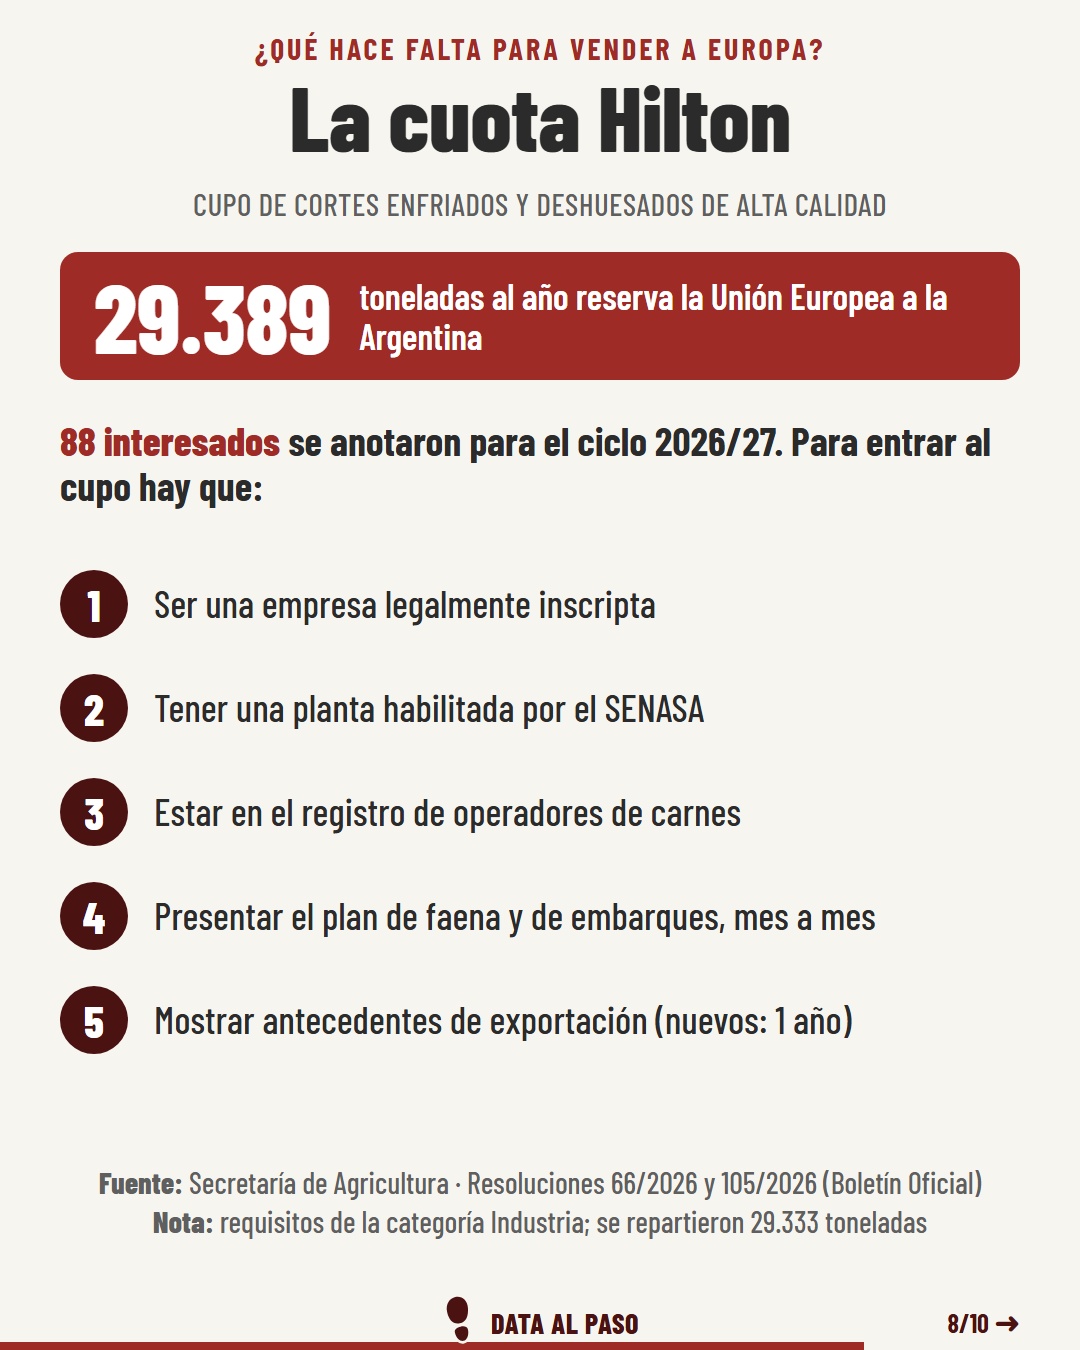 ¿QUÉ HACE FALTA PARA VENDER A EUROPA?
La cuota Hilton
CUPO DE CORTES ENFRIADOS Y DESHUESADOS DE ALTA CALIDAD
29.389
toneladas al año reserva la Unión Europea a la
Argentina
88 interesados se anotaron para el ciclo 2026/27. Para entrar al
cupo hay que:
1 Ser una empresa legalmente inscripta
2 Tener una planta habilitada por el SENASA
3 Estar en el registro de operadores de carnes
4 Presentar el plan de faena y de embarques, mes a mes
5 Mostrar antecedentes de exportación (nuevos: 1 año)
Fuente: Secretaría de Agricultura · Resoluciones 66/2026 y 105/2026 (Boletín Oficial)
Nota: requisitos de la categoría Industria; se repartieron 29.333 toneladas
DATA AL PASO
8/10 →